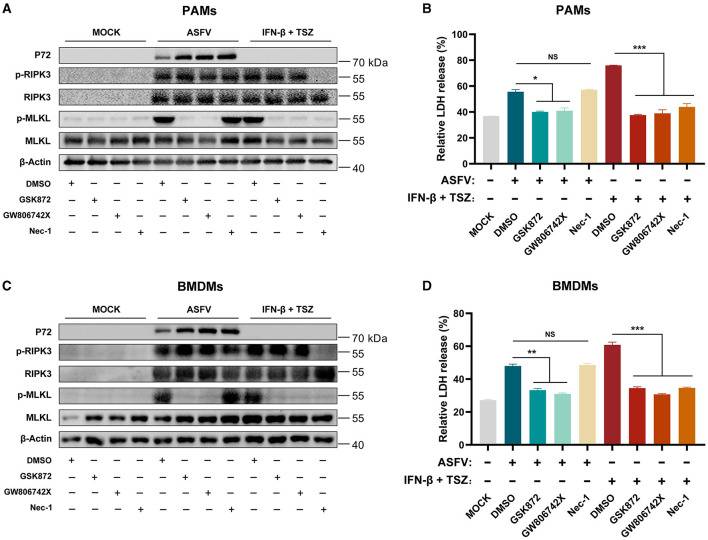 A
PAMs
MOCK ASFV IFN-β + TSZ
P72
70 kDa
p-RIPK3
55
RIPK3
55
p-MLKL
55
MLKL
55
β-Actin
40
DMSO + − − − + − − − + − − −
GSK872 − + − − − + − − − + − −
GW806742X − − + − − − + − − − + −
Nec-1 − − − + − − − + − − − +
B
PAMs
Relative LDH release (%)
100
80
60
40
20
0
NS
*
***
ASFV: − + + + + − − − −
IFN-β + TSZ: − − − − − + + + +
MOCK DMSO GSK872 GW806742X Nec-1 DMSO GSK872 GW806742X Nec-1
C
BMDMs
MOCK ASFV IFN-β + TSZ
P72
70 kDa
p-RIPK3
55
RIPK3
55
p-MLKL
55
MLKL
55
β-Actin
40
DMSO + − − − + − − − + − − −
GSK872 − + − − − + − − − + − −
GW806742X − − + − − − + − − − + −
Nec-1 − − − + − − − + − − − +
D
BMDMs
Relative LDH release (%)
100
80
60
40
20
0
NS
**
***
ASFV: − + + + + − − − −
IFN-β + TSZ: − − − − − + + + +
MOCK DMSO GSK872 GW806742X Nec-1 DMSO GSK872 GW806742X Nec-1